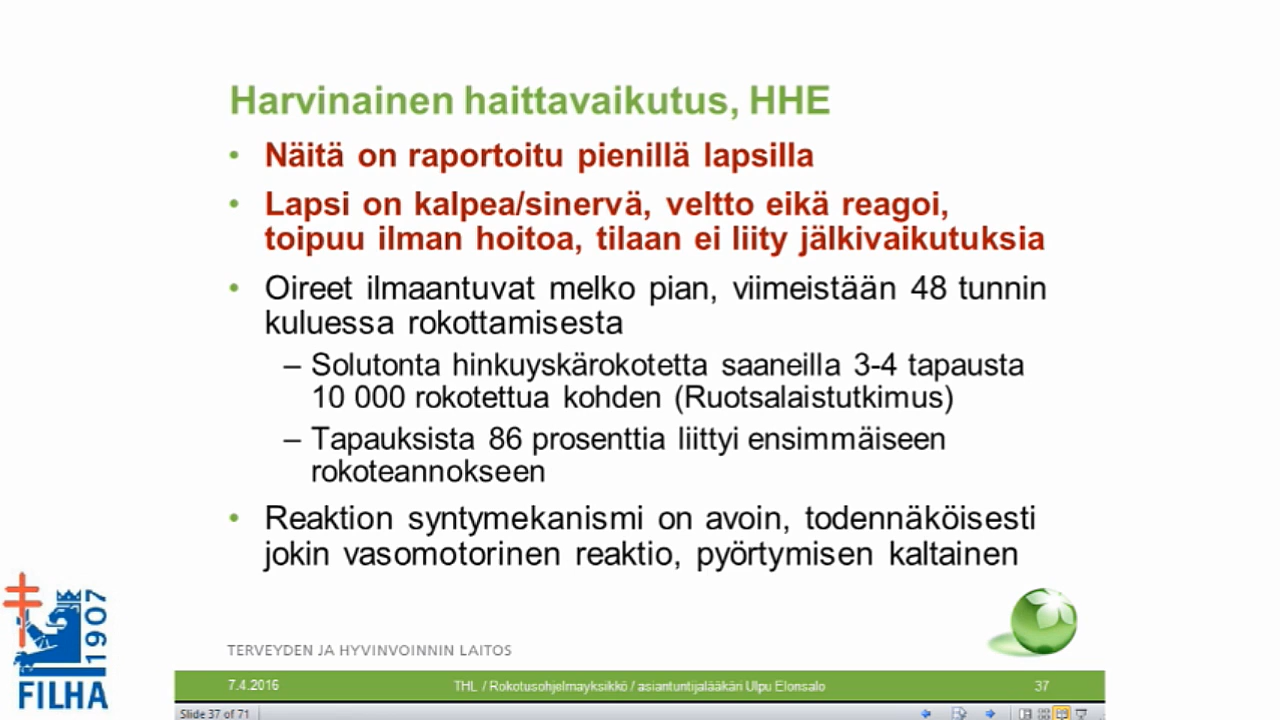 Harvinainen haittavaikutus, HHE
• Näitä on raportoitu pienillä lapsilla
• Lapsi on kalpea/sinervä, veltto eikä reagoi,
toipuu ilman hoitoa, tilaan ei liity jälkivaikutuksia
• Oireet ilmaantuvat melko pian, viimeistään 48 tunnin
kuluessa rokottamisesta
– Solutonta hinkuyskärokotetta saaneilla 3-4 tapausta
10 000 rokotettua kohden (Ruotsalaistutkimus)
– Tapauksista 86 prosenttia liittyi ensimmäiseen
rokoteannokseen
• Reaktion syntymekanismi on avoin, todennäköisesti
jokin vasomotorinen reaktio, pyörtymisen kaltainen
1907
FILHA
TERVEYDEN JA HYVINVOINNIN LAITOS
7.4.2016 THL / Rokotusohjelmayksikkö / asiantuntijalääkäri Ulpu Elonsalo 37
Slide 37 of 71